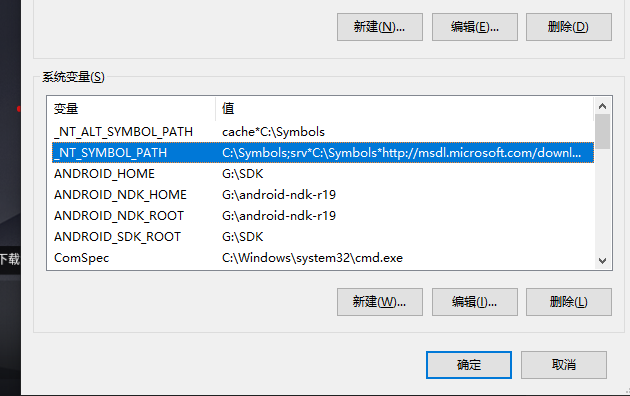 新建(N)... 编辑(E)... 删除(D)
系统变量(S)
变量 值
_NT_ALT_SYMBOL_PATH cache*C:\Symbols
_NT_SYMBOL_PATH C:\Symbols;srv*C:\Symbols*http://msdl.microsoft.com/downl...
ANDROID_HOME G:\SDK
ANDROID_NDK_HOME G:\android-ndk-r19
ANDROID_NDK_ROOT G:\android-ndk-r19
ANDROID_SDK_ROOT G:\SDK
下载
ComSpec C:\Windows\system32\cmd.exe
新建(W)... 编辑(I)... 删除(L)
确定 取消